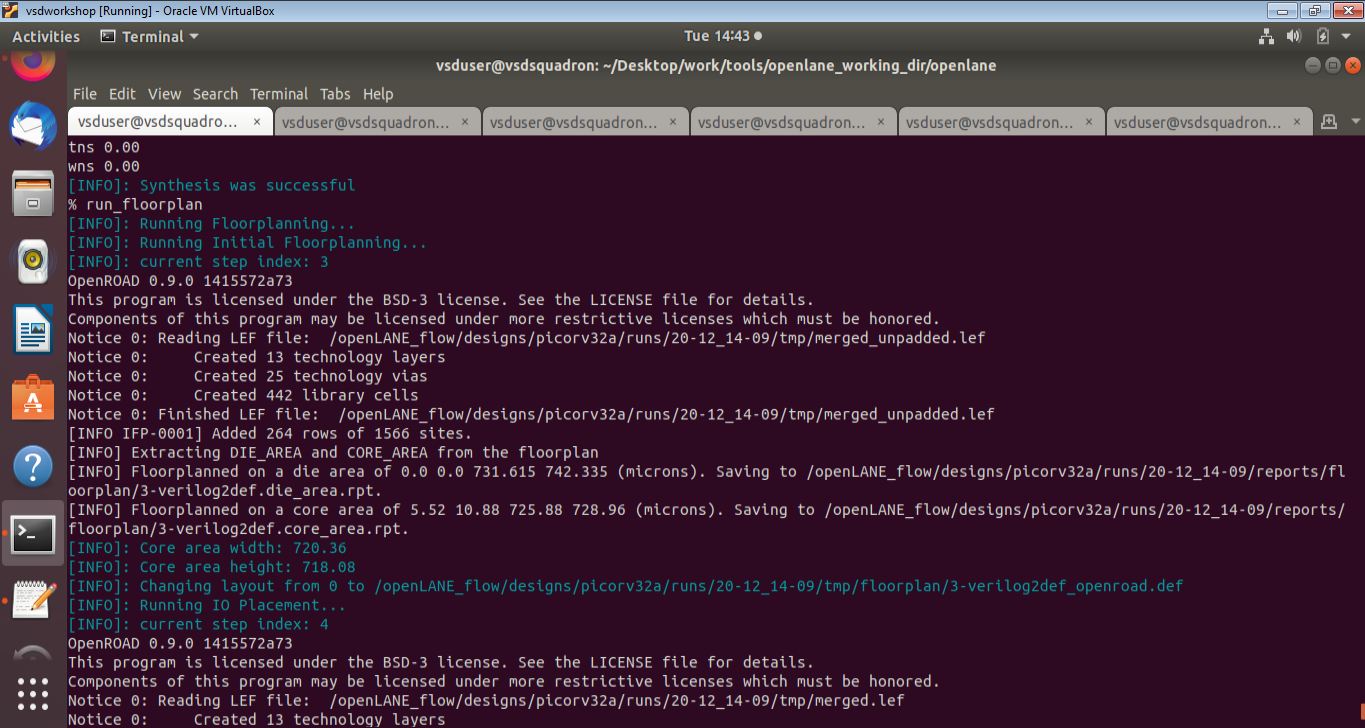 vsdworkshop [Running] - Oracle VM VirtualBox
Activities Terminal Tue 14:43
vsduser@vsdsquadron: ~/Desktop/work/tools/openlane_working_dir/openlane
File Edit View Search Terminal Tabs Help
vsduser@vsdsquadro... × vsduser@vsdsquadron... × vsduser@vsdsquadron... × vsduser@vsdsquadron... × vsduser@vsdsquadron... × vsduser@vsdsquadron... ×
tns 0.00
wns 0.00
[INFO]: Synthesis was successful
% run_floorplan
[INFO]: Running Floorplanning...
[INFO]: Running Initial Floorplanning...
[INFO]: current step index: 3
OpenROAD 0.9.0 1415572a73
This program is licensed under the BSD-3 license. See the LICENSE file for details.
Components of this program may be licensed under more restrictive licenses which must be honored.
Notice 0: Reading LEF file:  /openLANE_flow/designs/picorv32a/runs/20-12_14-09/tmp/merged_unpadded.lef
Notice 0:     Created 13 technology layers
Notice 0:     Created 25 technology vias
Notice 0:     Created 442 library cells
Notice 0: Finished LEF file:  /openLANE_flow/designs/picorv32a/runs/20-12_14-09/tmp/merged_unpadded.lef
[INFO IFP-0001] Added 264 rows of 1566 sites.
[INFO] Extracting DIE_AREA and CORE_AREA from the floorplan
[INFO] Floorplanned on a die area of 0.0 0.0 731.615 742.335 (microns). Saving to /openLANE_flow/designs/picorv32a/runs/20-12_14-09/reports/fl
oorplan/3-verilog2def.die_area.rpt.
[INFO] Floorplanned on a core area of 5.52 10.88 725.88 728.96 (microns). Saving to /openLANE_flow/designs/picorv32a/runs/20-12_14-09/reports/
floorplan/3-verilog2def.core_area.rpt.
[INFO]: Core area width: 720.36
[INFO]: Core area height: 718.08
[INFO]: Changing layout from 0 to /openLANE_flow/designs/picorv32a/runs/20-12_14-09/tmp/floorplan/3-verilog2def_openroad.def
[INFO]: Running IO Placement...
[INFO]: current step index: 4
OpenROAD 0.9.0 1415572a73
This program is licensed under the BSD-3 license. See the LICENSE file for details.
Components of this program may be licensed under more restrictive licenses which must be honored.
Notice 0: Reading LEF file:  /openLANE_flow/designs/picorv32a/runs/20-12_14-09/tmp/merged.lef
Notice 0:     Created 13 technology layers